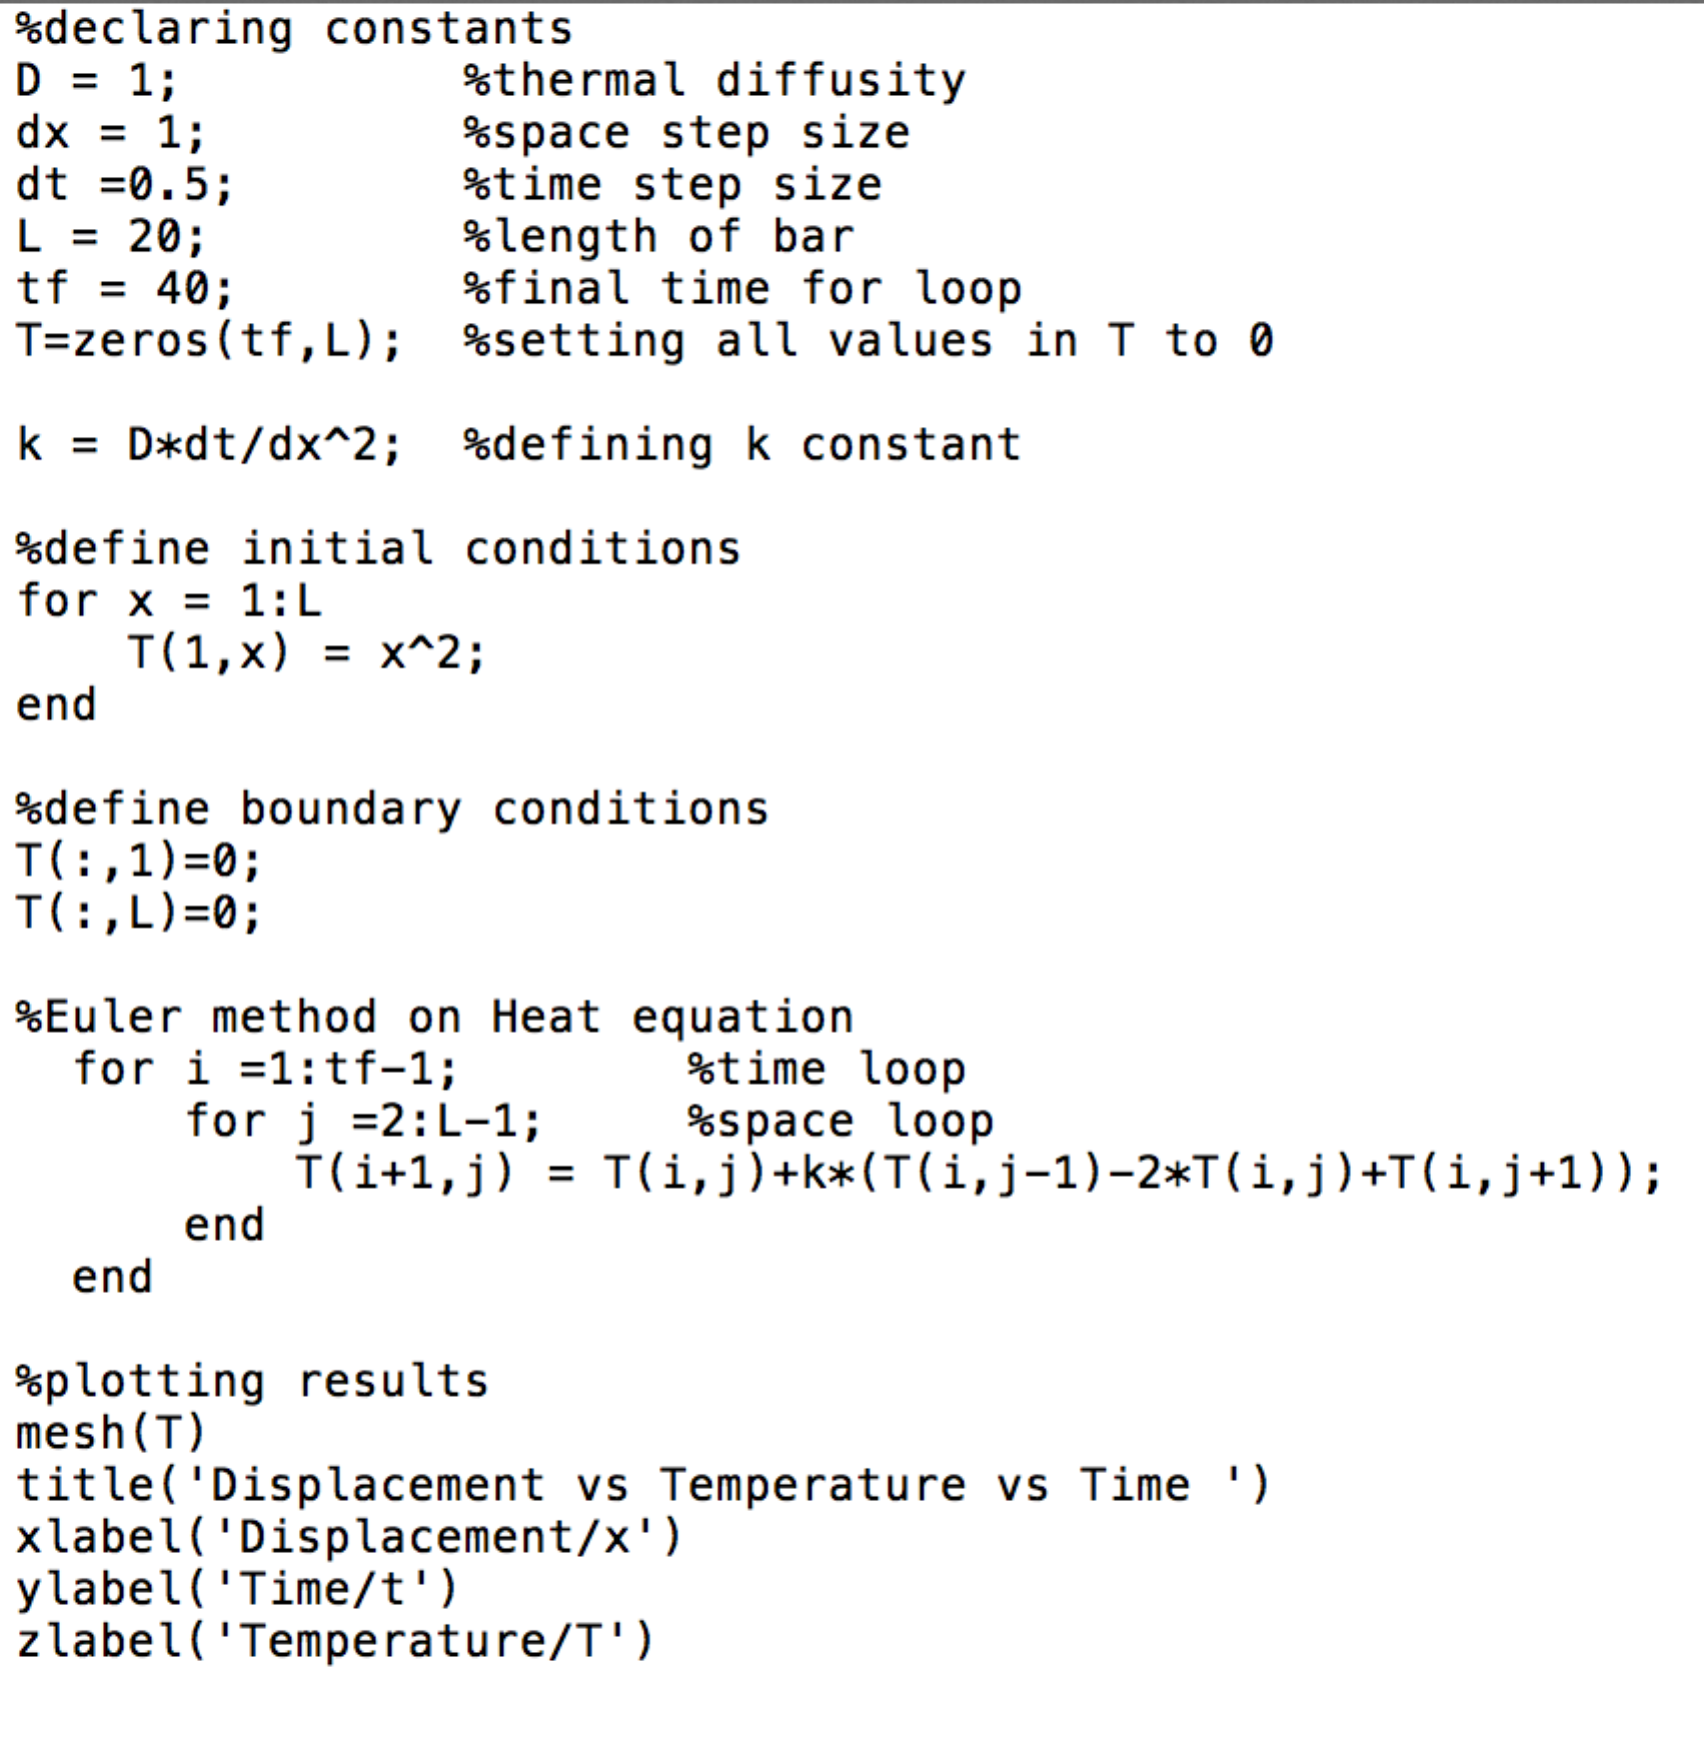 %declaring constants
D = 1;          %thermal diffusity
dx = 1;         %space step size
dt =0.5;        %time step size
L = 20;         %length of bar
tf = 40;        %final time for loop
T=zeros(tf,L);  %setting all values in T to 0

k = D*dt/dx^2;  %defining k constant

%define initial conditions
for x = 1:L
    T(1,x) = x^2;
end

%define boundary conditions
T(:,1)=0;
T(:,L)=0;

%Euler method on Heat equation
  for i =1:tf-1;        %time loop
      for j =2:L-1;     %space loop
          T(i+1,j) = T(i,j)+k*(T(i,j-1)-2*T(i,j)+T(i,j+1));
      end
  end

%plotting results
mesh(T)
title('Displacement vs Temperature vs Time ')
xlabel('Displacement/x')
ylabel('Time/t')
zlabel('Temperature/T')